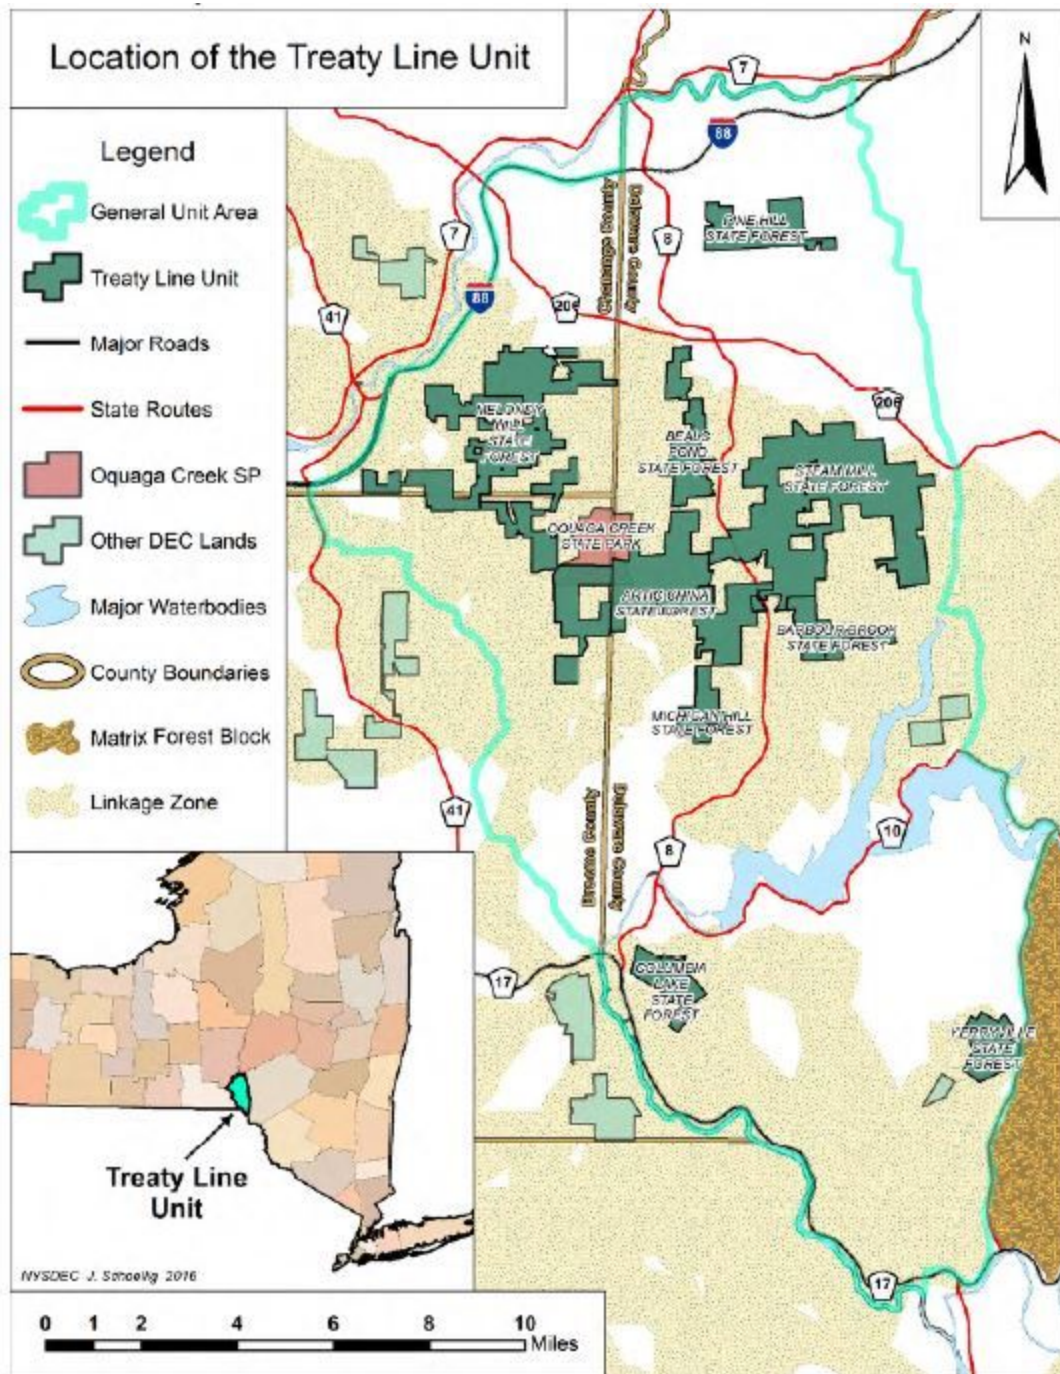 Location of the Treaty Line Unit
N
Legend
General Unit Area
Treaty Line Unit
Major Roads
State Routes
Oquaga Creek SP
Other DEC Lands
Major Waterbodies
County Boundaries
Matrix Forest Block
Linkage Zone
7
88
Chenango County
Delaware County
8
PINE HILL
STATE FOREST
7
88
41
206
206
MELONDY
HILL
STATE
FOREST
BEALS
POND
STATE FOREST
STEAM MILL
STATE FOREST
OQUAGA CREEK
STATE PARK
ARTIC CHINA
STATE FOREST
BARBOUR BROOK
STATE FOREST
MICHIGAN HILL
STATE FOREST
41
Broome County
Delaware County
8
10
17
COLUMBIA
LAKE
STATE
FOREST
STATE
FOREST
17
Treaty Line
Unit
NYSDEC J. Schoellig 2016
0 1 2 4 6 8 10
Miles